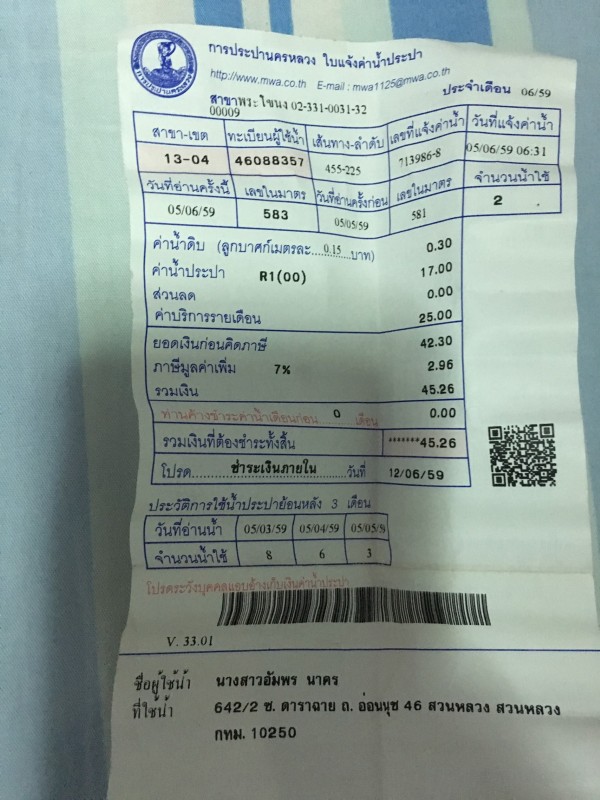 การประปานครหลวง ใบแจ้งค่าน้ำประปา
http://www.mwa.co.th E-mail : mwa1125@mwa.co.th
ประจำเดือน 06/59
สาขาพระโขนง 02-331-0031-32
00009
สาขา-เขต ทะเบียนผู้ใช้น้ำ เส้นทาง-ลำดับ เลขที่แจ้งค่าน้ำ วันที่แจ้งค่าน้ำ
13-04 46088357 455-225 713986-8 05/06/59 06:31
วันที่อ่านครั้งนี้ เลขในมาตร วันที่อ่านครั้งก่อน เลขในมาตร จำนวนน้ำใช้
05/06/59 583 05/05/59 581 2
ค่าน้ำดิบ (ลูกบาศก์เมตรละ....0.15...บาท) 0.30
ค่าน้ำประปา R1(00) 17.00
ส่วนลด 0.00
ค่าบริการรายเดือน 25.00
ยอดเงินก่อนคิดภาษี 42.30
ภาษีมูลค่าเพิ่ม 7% 2.96
รวมเงิน 45.26
ท่านค้างชำระค่าน้ำเดือนก่อน 0 เดือน 0.00
รวมเงินที่ต้องชำระทั้งสิ้น *******45.26
โปรด ชำระเงินภายใน วันที่ 12/06/59
ประวัติการใช้น้ำประปาย้อนหลัง 3 เดือน
วันที่อ่านน้ำ 05/03/59 05/04/59 05/05/59
จำนวนน้ำใช้ 8 6 3
โปรดระวังบุคคลแอบอ้างเก็บเงินค่าน้ำประปา
V. 33.01
ชื่อผู้ใช้น้ำ นางสาวอัมพร นาคร
ที่ใช้น้ำ 642/2 ซ. ดาราฉาย ถ. อ่อนนุช 46 สวนหลวง สวนหลวง
กทม. 10250